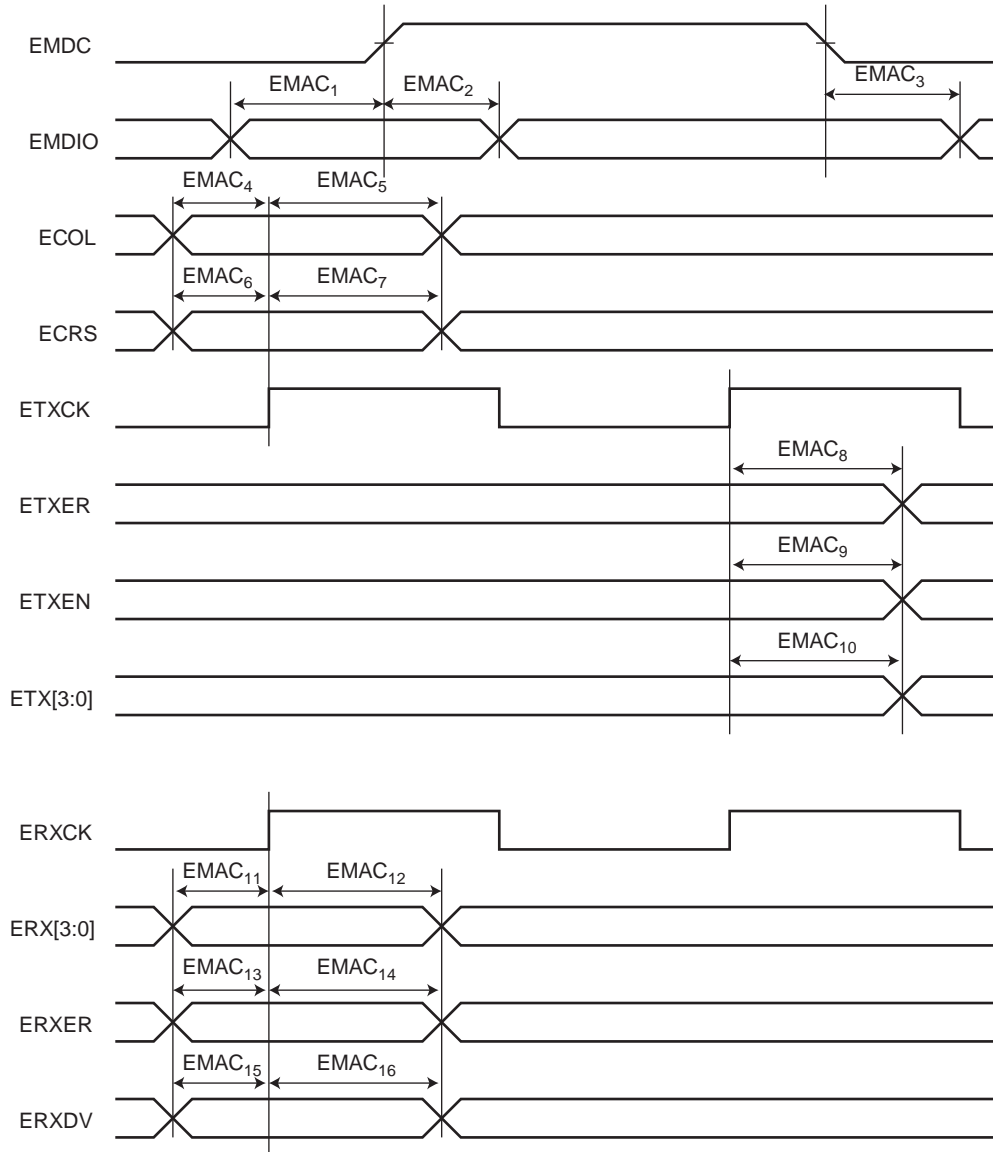 EMDC
EMAC₁ EMAC₂ EMAC₃
EMDIO
EMAC₄ EMAC₅
ECOL
EMAC₆ EMAC₇
ECRS
ETXCK
EMAC₈
ETXER
EMAC₉
ETXEN
EMAC₁₀
ETX[3:0]
ERXCK
EMAC₁₁ EMAC₁₂
ERX[3:0]
EMAC₁₃ EMAC₁₄
ERXER
EMAC₁₅ EMAC₁₆
ERXDV